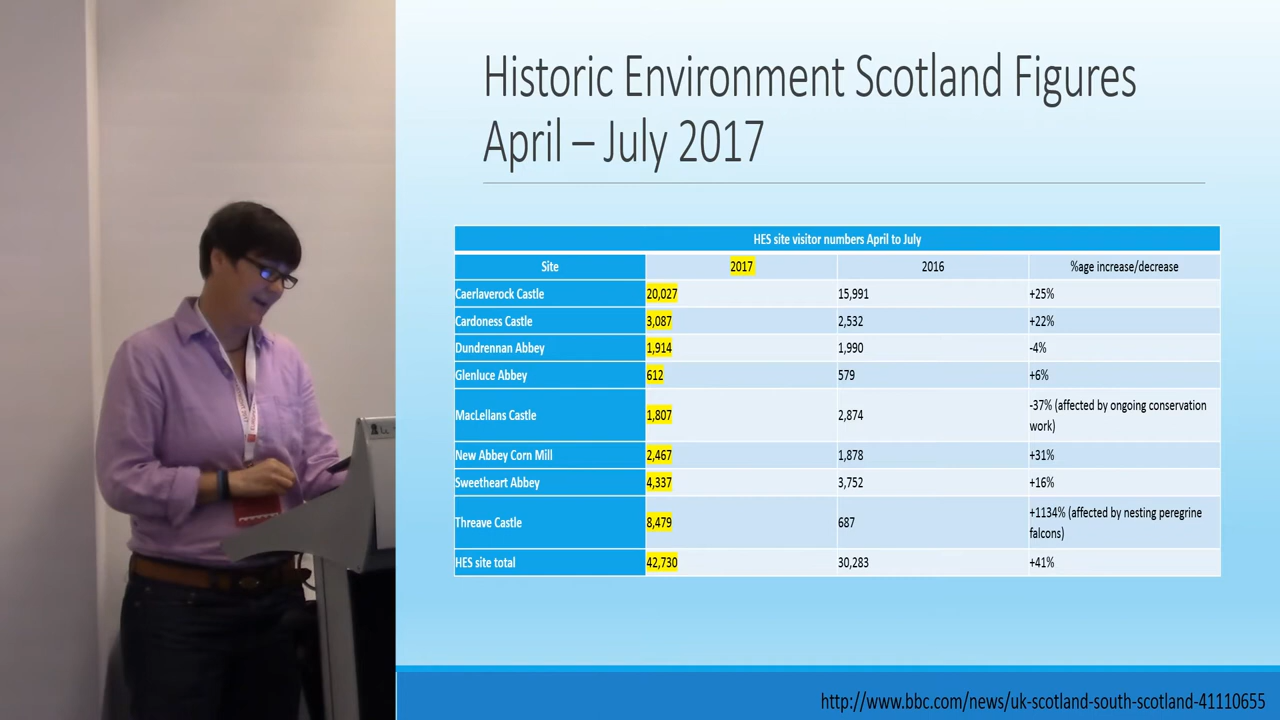 Historic Environment Scotland Figures
April – July 2017
HES site visitor numbers April to July
Site 2017 2016 %age increase/decrease
Caerlaverock Castle 20,027 15,991 +25%
Cardoness Castle 3,087 2,532 +22%
Dundrennan Abbey 1,914 1,990 -4%
Glenluce Abbey 612 579 +6%
MacLellans Castle 1,807 2,874 -37% (affected by ongoing conservation
work)
New Abbey Corn Mill 2,467 1,878 +31%
Sweetheart Abbey 4,337 3,752 +16%
Threave Castle 8,479 687 +1134% (affected by nesting peregrine
falcons)
HES site total 42,730 30,283 +41%
http://www.bbc.com/news/uk-scotland-south-scotland-41110655